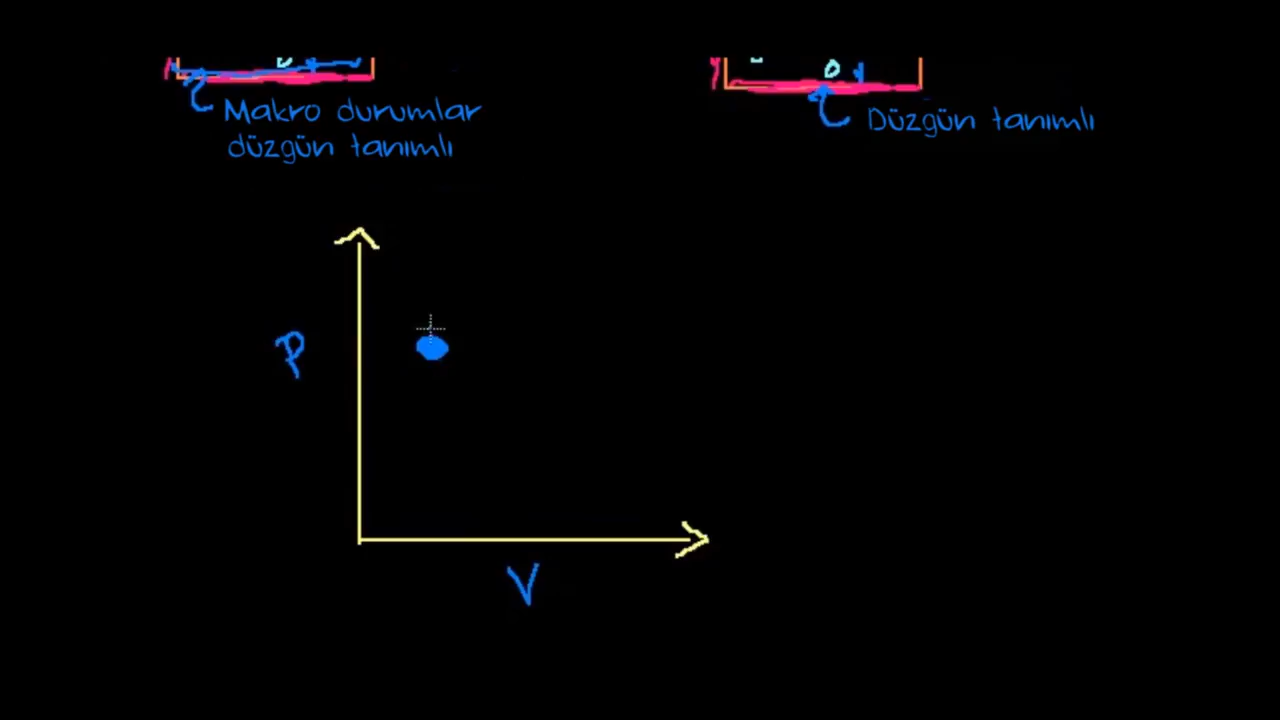 Makro durumlar
düzgün tanımlı
Düzgün tanımlı
P
V